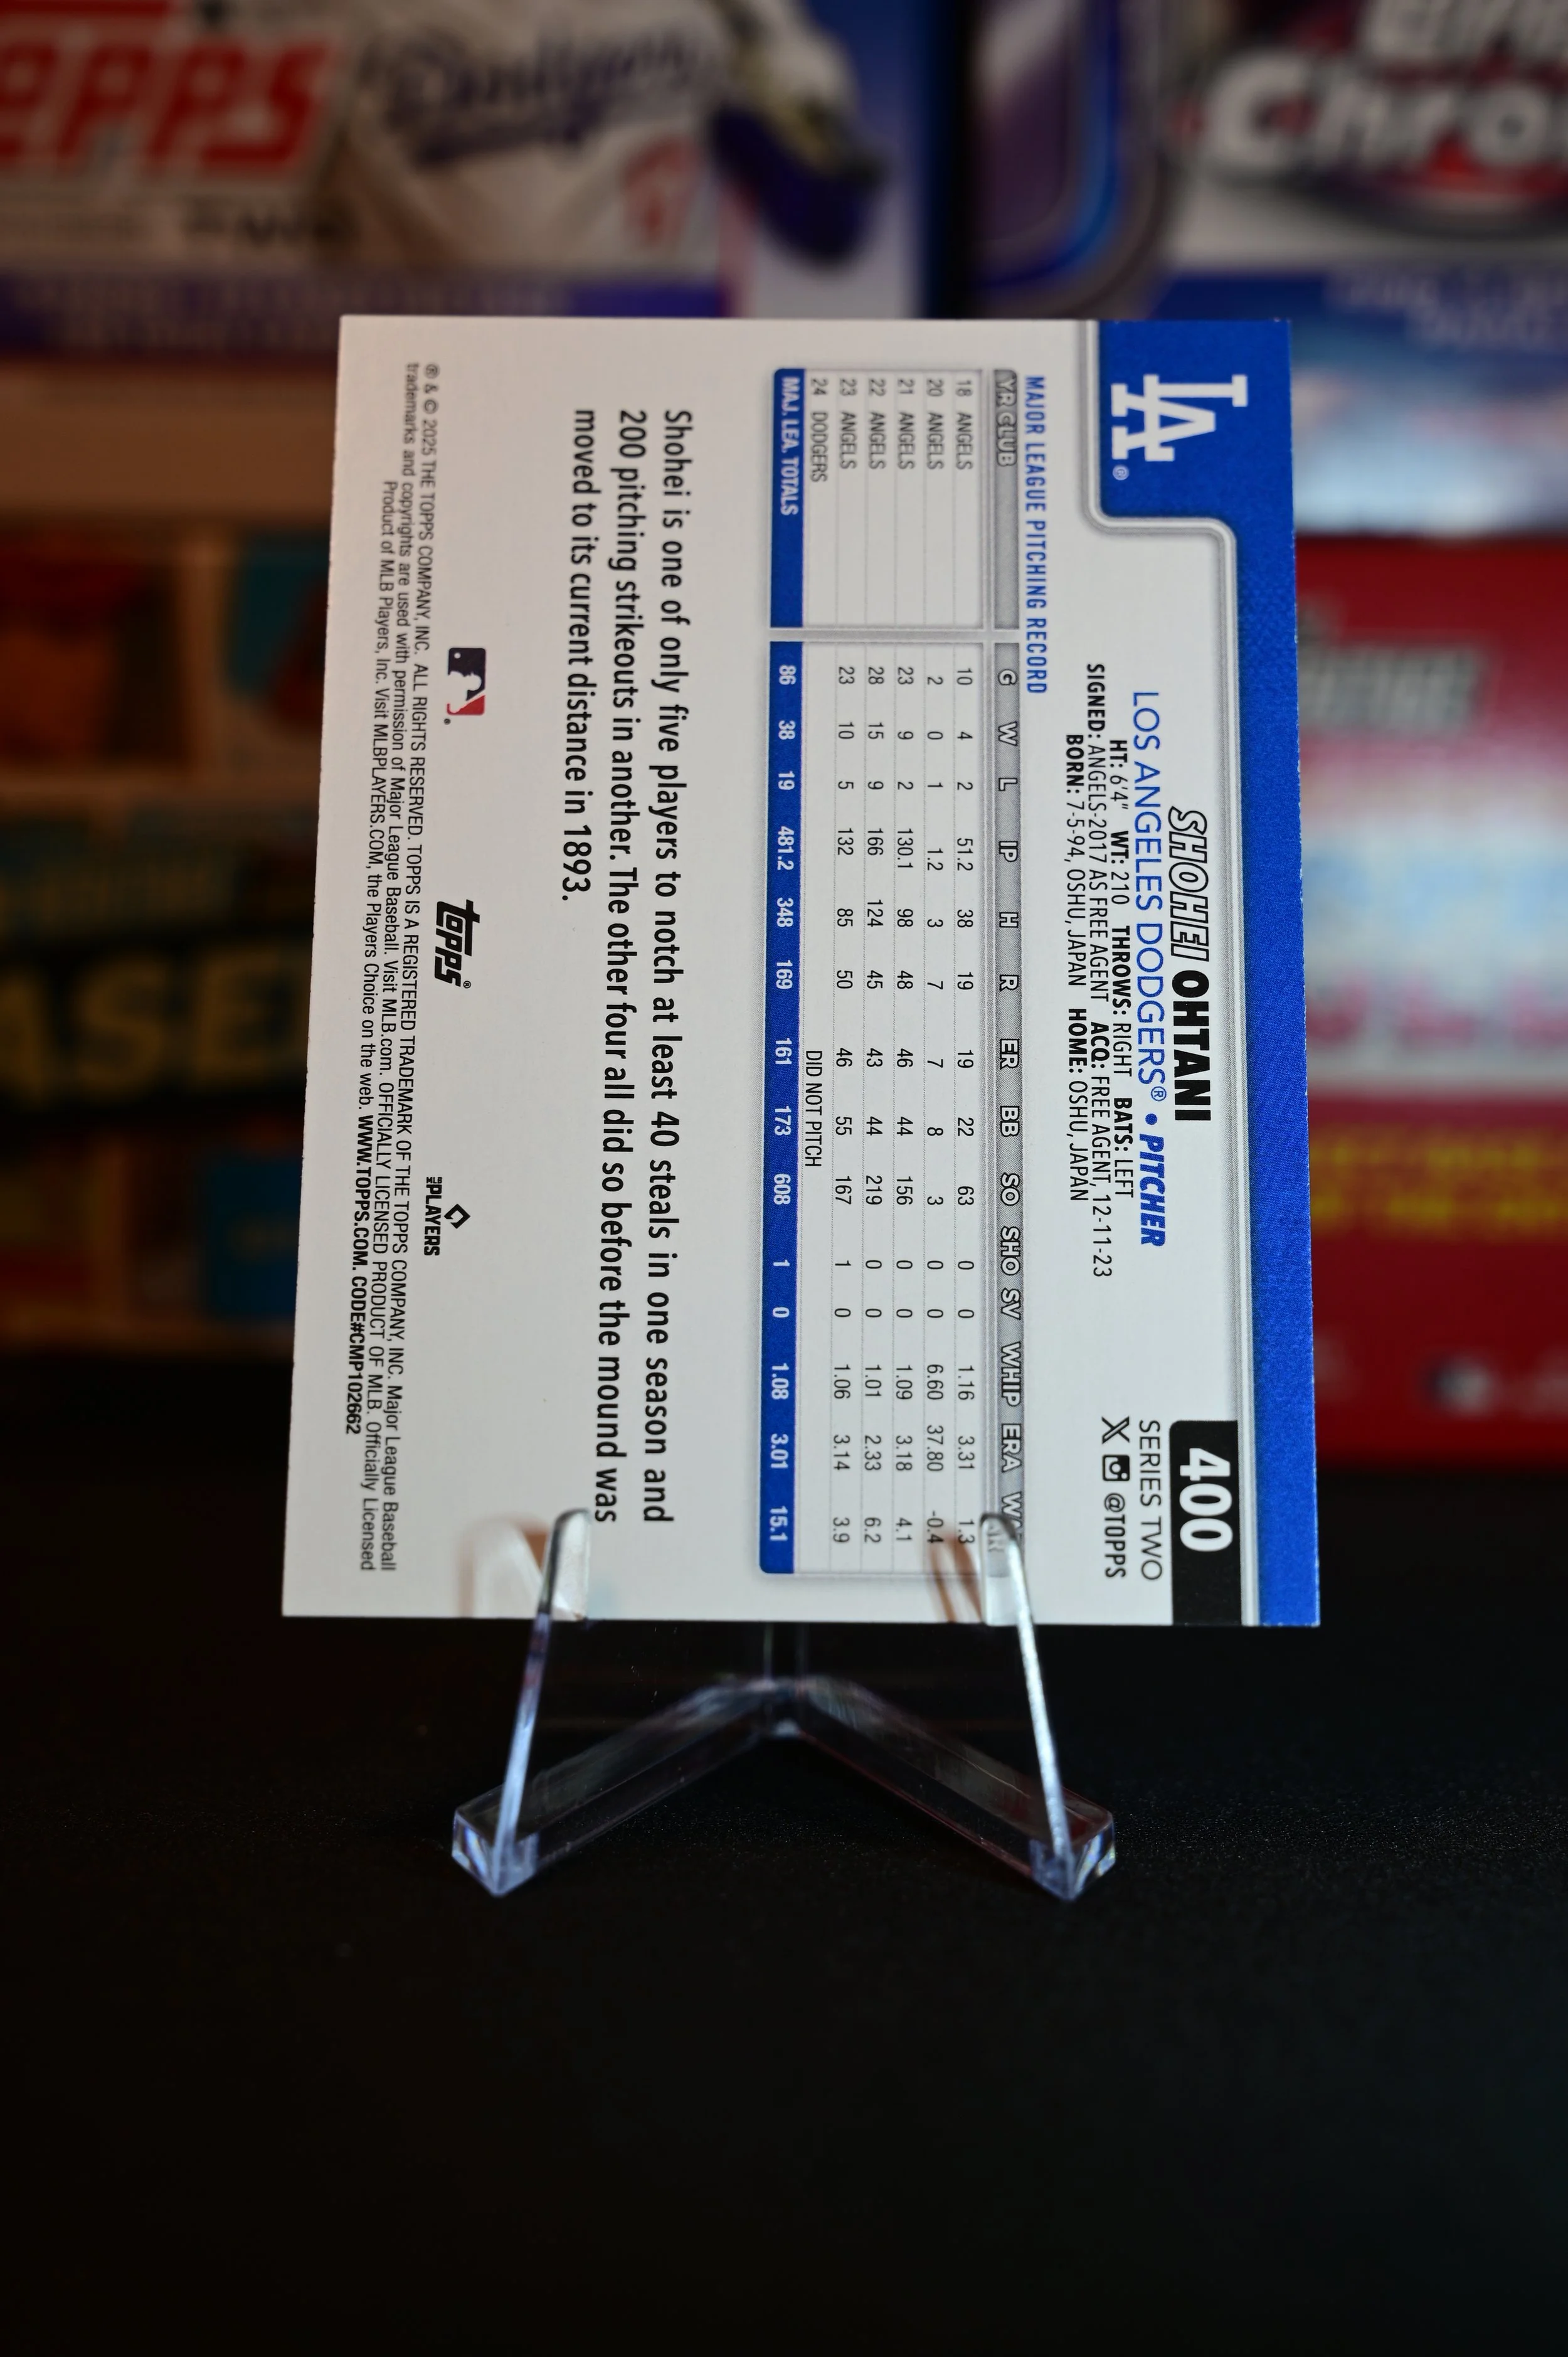 TOPPS
Dodgers
Chro
LA®
SHOHEI OHTANI
LOS ANGELES DODGERS® • PITCHER
HT: 6'4" WT: 210 THROWS: RIGHT BATS: LEFT
SIGNED: ANGELS-2017 AS FREE AGENT ACQ: FREE AGENT, 12-11-23
BORN: 7-5-94, OSHU, JAPAN HOME: OSHU, JAPAN
400
SERIES TWO
X @TOPPS
MAJOR LEAGUE PITCHING RECORD
YR CLUB G W L IP H R ER BB SO SHO SV WHIP ERA WAR
18 ANGELS 10 4 2 51.2 38 19 19 22 63 0 0 1.16 3.31 1.3
20 ANGELS 2 0 1 1.2 3 7 7 8 3 0 0 6.60 37.80 -0.4
21 ANGELS 23 9 2 130.1 98 48 46 44 156 0 0 1.09 3.18 4.1
22 ANGELS 28 15 9 166 124 45 43 44 219 0 0 1.01 2.33 6.2
23 ANGELS 23 10 5 132 85 50 46 55 167 1 0 1.06 3.14 3.9
24 DODGERS DID NOT PITCH
MAJ. LEA. TOTALS 86 38 19 481.2 348 169 161 173 608 1 0 1.08 3.01 15.1
Shohei is one of only five players to notch at least 40 steals in one season and
200 pitching strikeouts in another. The other four all did so before the mound was
moved to its current distance in 1893.
topps®
MLB PLAYERS
® & © 2025 THE TOPPS COMPANY, INC. ALL RIGHTS RESERVED. TOPPS IS A REGISTERED TRADEMARK OF THE TOPPS COMPANY, INC. Major League Baseball
trademarks and copyrights are used with permission of Major League Baseball. Visit MLB.com. OFFICIALLY LICENSED PRODUCT OF MLB. Officially Licensed
Product of MLB Players, Inc. Visit MLBPLAYERS.COM, the Players Choice on the web. WWW.TOPPS.COM. CODE#CMP102662